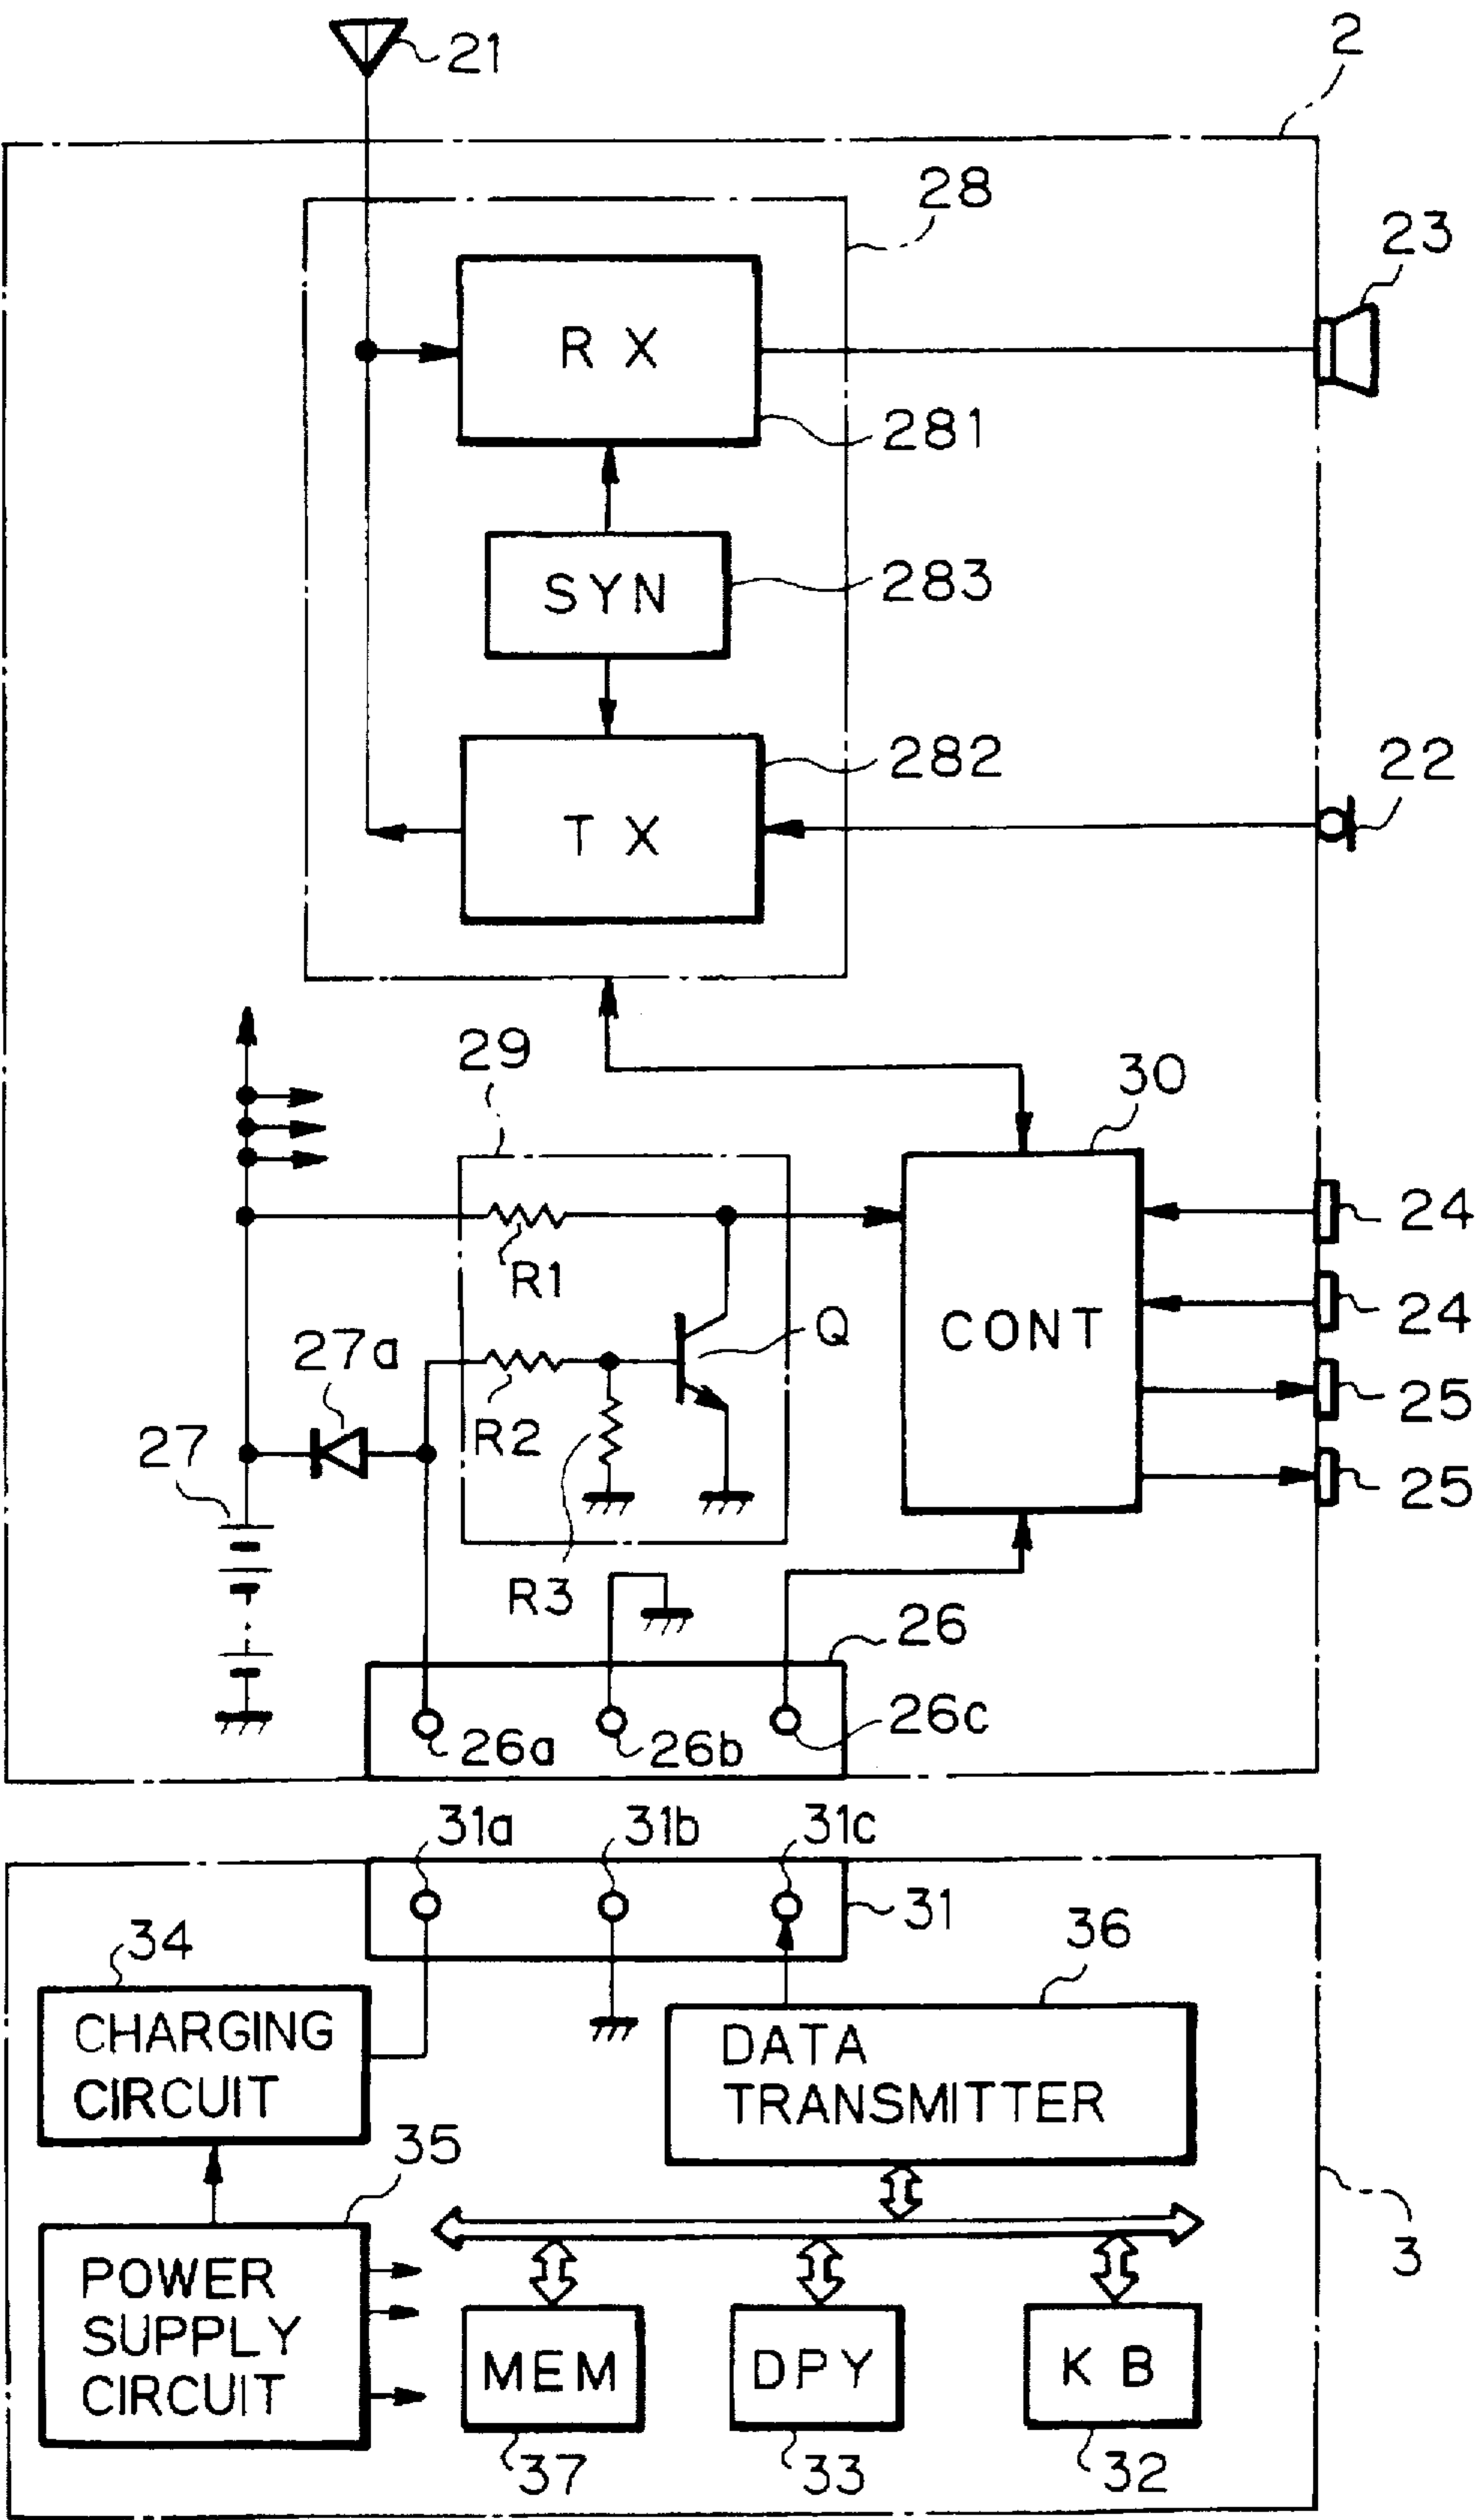 21
2
28
23
R X
281
SYN
283
22
282
T X
29
30
24
R1
Q
CONT
24
27a
25
R2
27
25
R3
26
26a
26b
26c
31a
31b
31c
31
34
36
CHARGING
CIRCUIT
DATA
TRANSMITTER
35
3
POWER
SUPPLY
CIRCUIT
MEM
DPY
K B
37
33
32